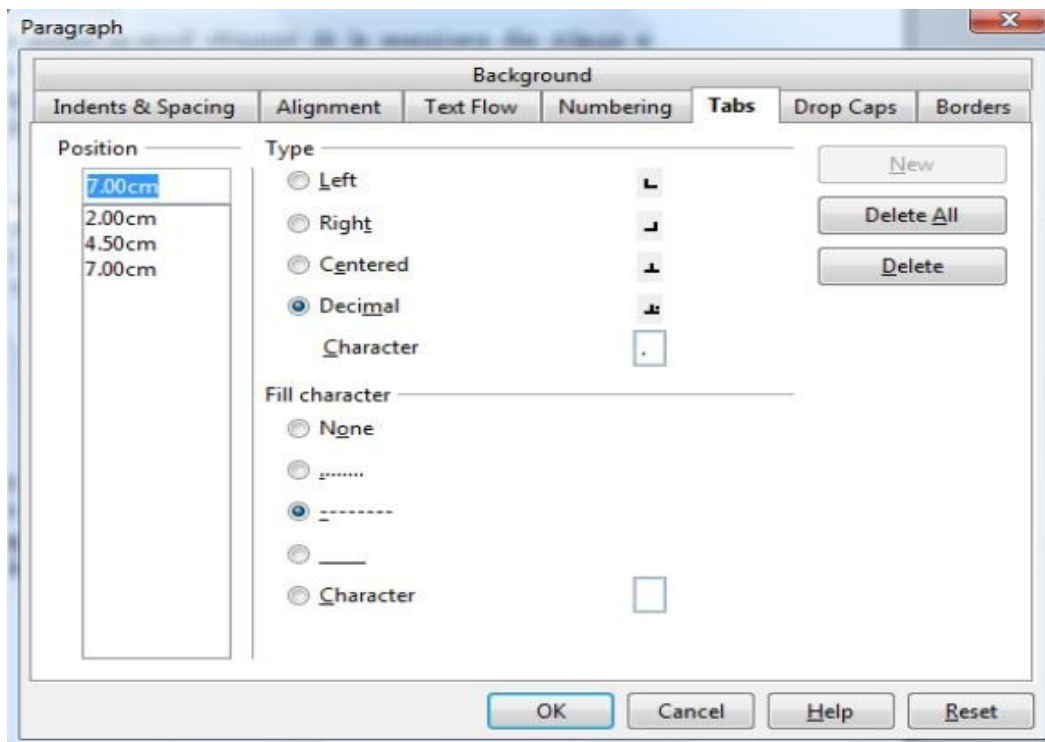 Paragraph
Background
Indents & Spacing Alignment Text Flow Numbering Tabs Drop Caps Borders
Position Type
7.00cm Left New
2.00cm Right Delete All
4.50cm Centered Delete
7.00cm
Decimal
Character .
Fill character
None
........
--------
____
Character
OK Cancel Help Reset